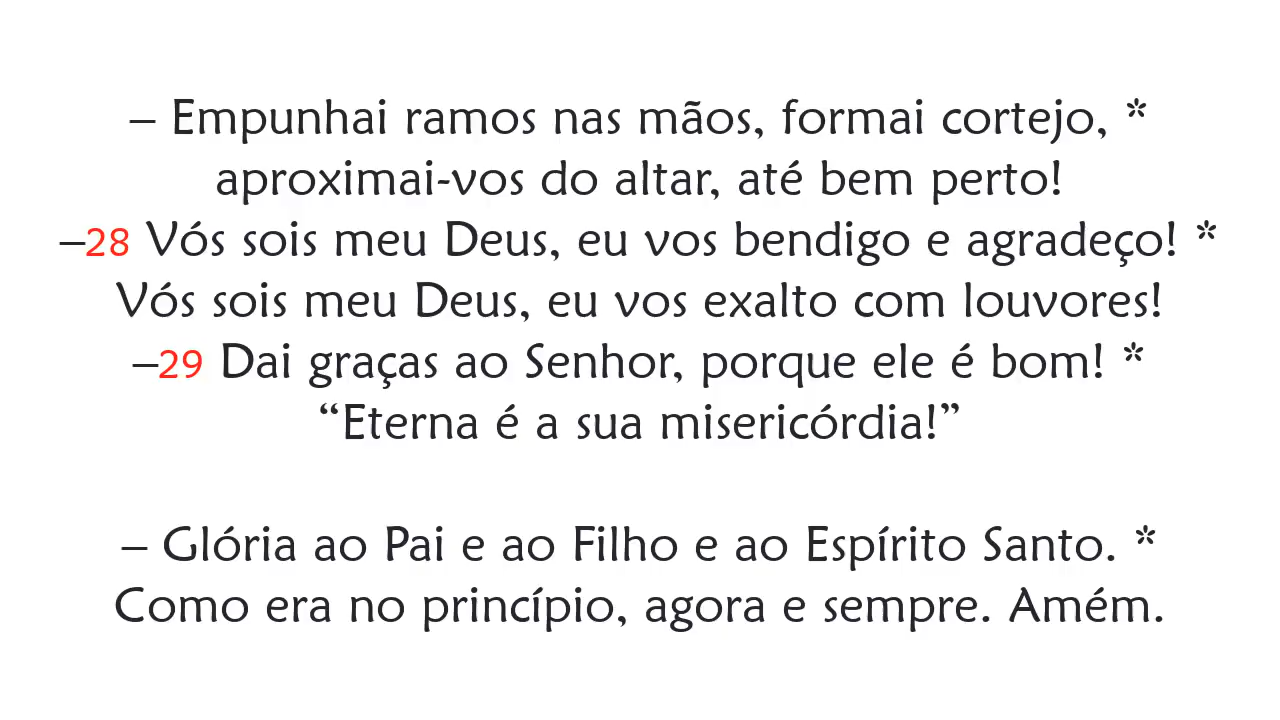 – Empunhai ramos nas mãos, formai cortejo, *
aproximai-vos do altar, até bem perto!
–28 Vós sois meu Deus, eu vos bendigo e agradeço! *
Vós sois meu Deus, eu vos exalto com louvores!
–29 Dai graças ao Senhor, porque ele é bom! *
“Eterna é a sua misericórdia!”
– Glória ao Pai e ao Filho e ao Espírito Santo. *
Como era no princípio, agora e sempre. Amém.